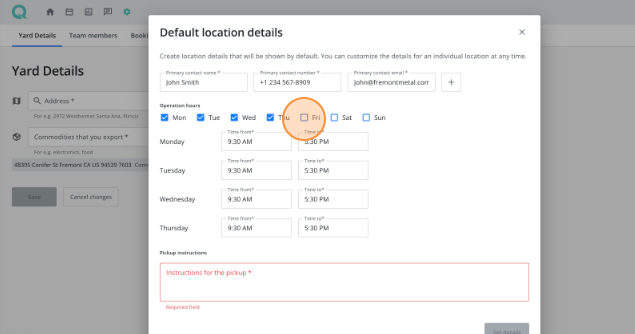 Yard Details Team members Booki
Yard Details
Address *
For e.g. 2972 Westheimer Santa Ana, Illinois
Commodities that you export *
For e.g. electronics, food
48395 Conifer St Fremont CA US 94539 7603
Save Cancel changes
Default location details
Create location details that will be shown by default. You can customize the details for an individual location at any time.
Primary contact name * Primary contact number * Primary contact email *
John Smith +1 234 567-8909 John@fremontmetal.com +
Operation hours
Mon Tue Wed Thu Fri Sat Sun
Time from* Time to*
Monday 9:30 AM 5:30 PM
Time from* Time to*
Tuesday 9:30 AM 5:30 PM
Time from* Time to*
Wednesday 9:30 AM 5:30 PM
Time from* Time to*
Thursday 9:30 AM 5:30 PM
Pickup instructions
Instructions for the pickup *
Required field
Set details